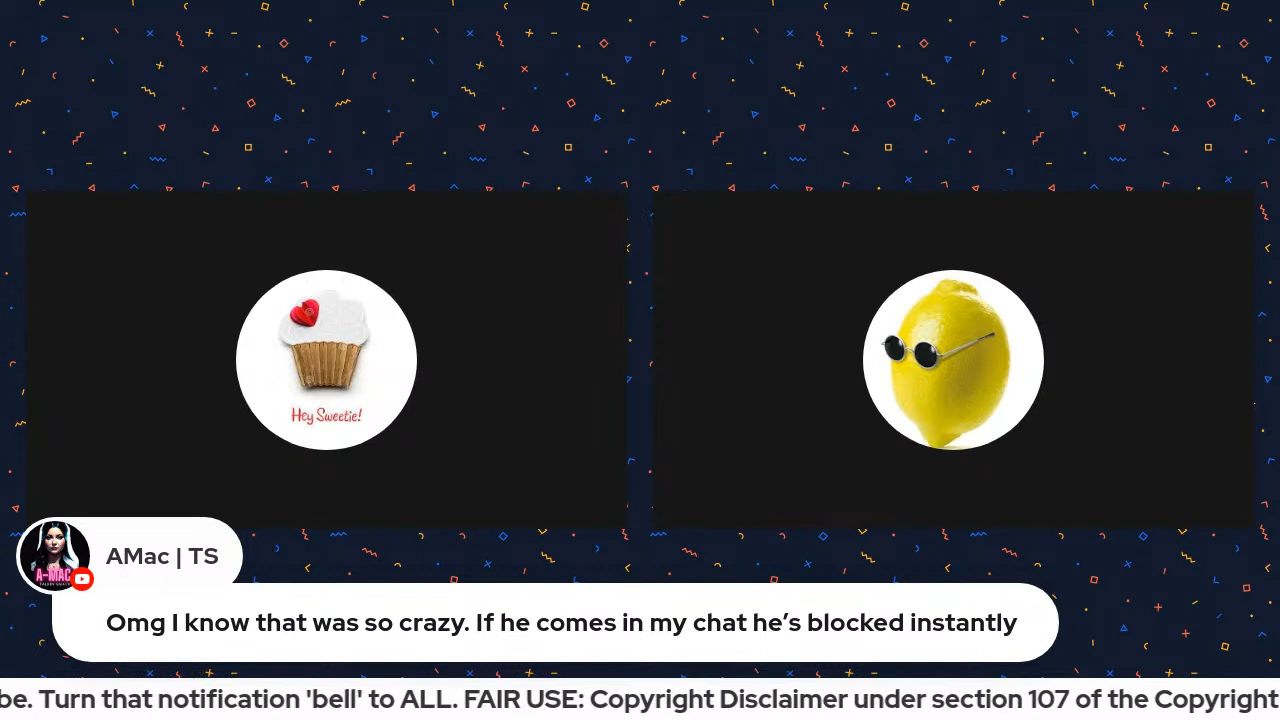 Hey Sweetie!
A-MAC
AMac | TS
Omg I know that was so crazy. If he comes in my chat he’s blocked instantly
be. Turn that notification 'bell' to ALL. FAIR USE: Copyright Disclaimer under section 107 of the Copyright